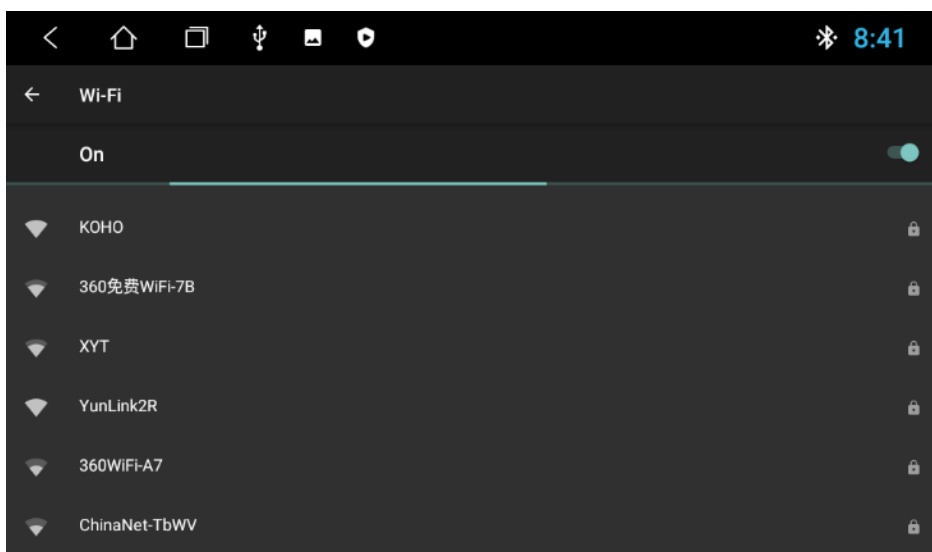 8:41
Wi-Fi
On
KOHO
360免费WiFi-7B
XYT
YunLink2R
360WiFi-A7
ChinaNet-TbWV